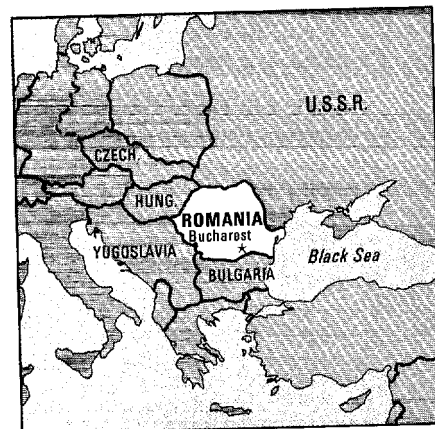 U.S.S.R.
CZECH.
HUNG.
ROMANIA
Bucharest
YUGOSLAVIA
Black Sea
BULGARIA